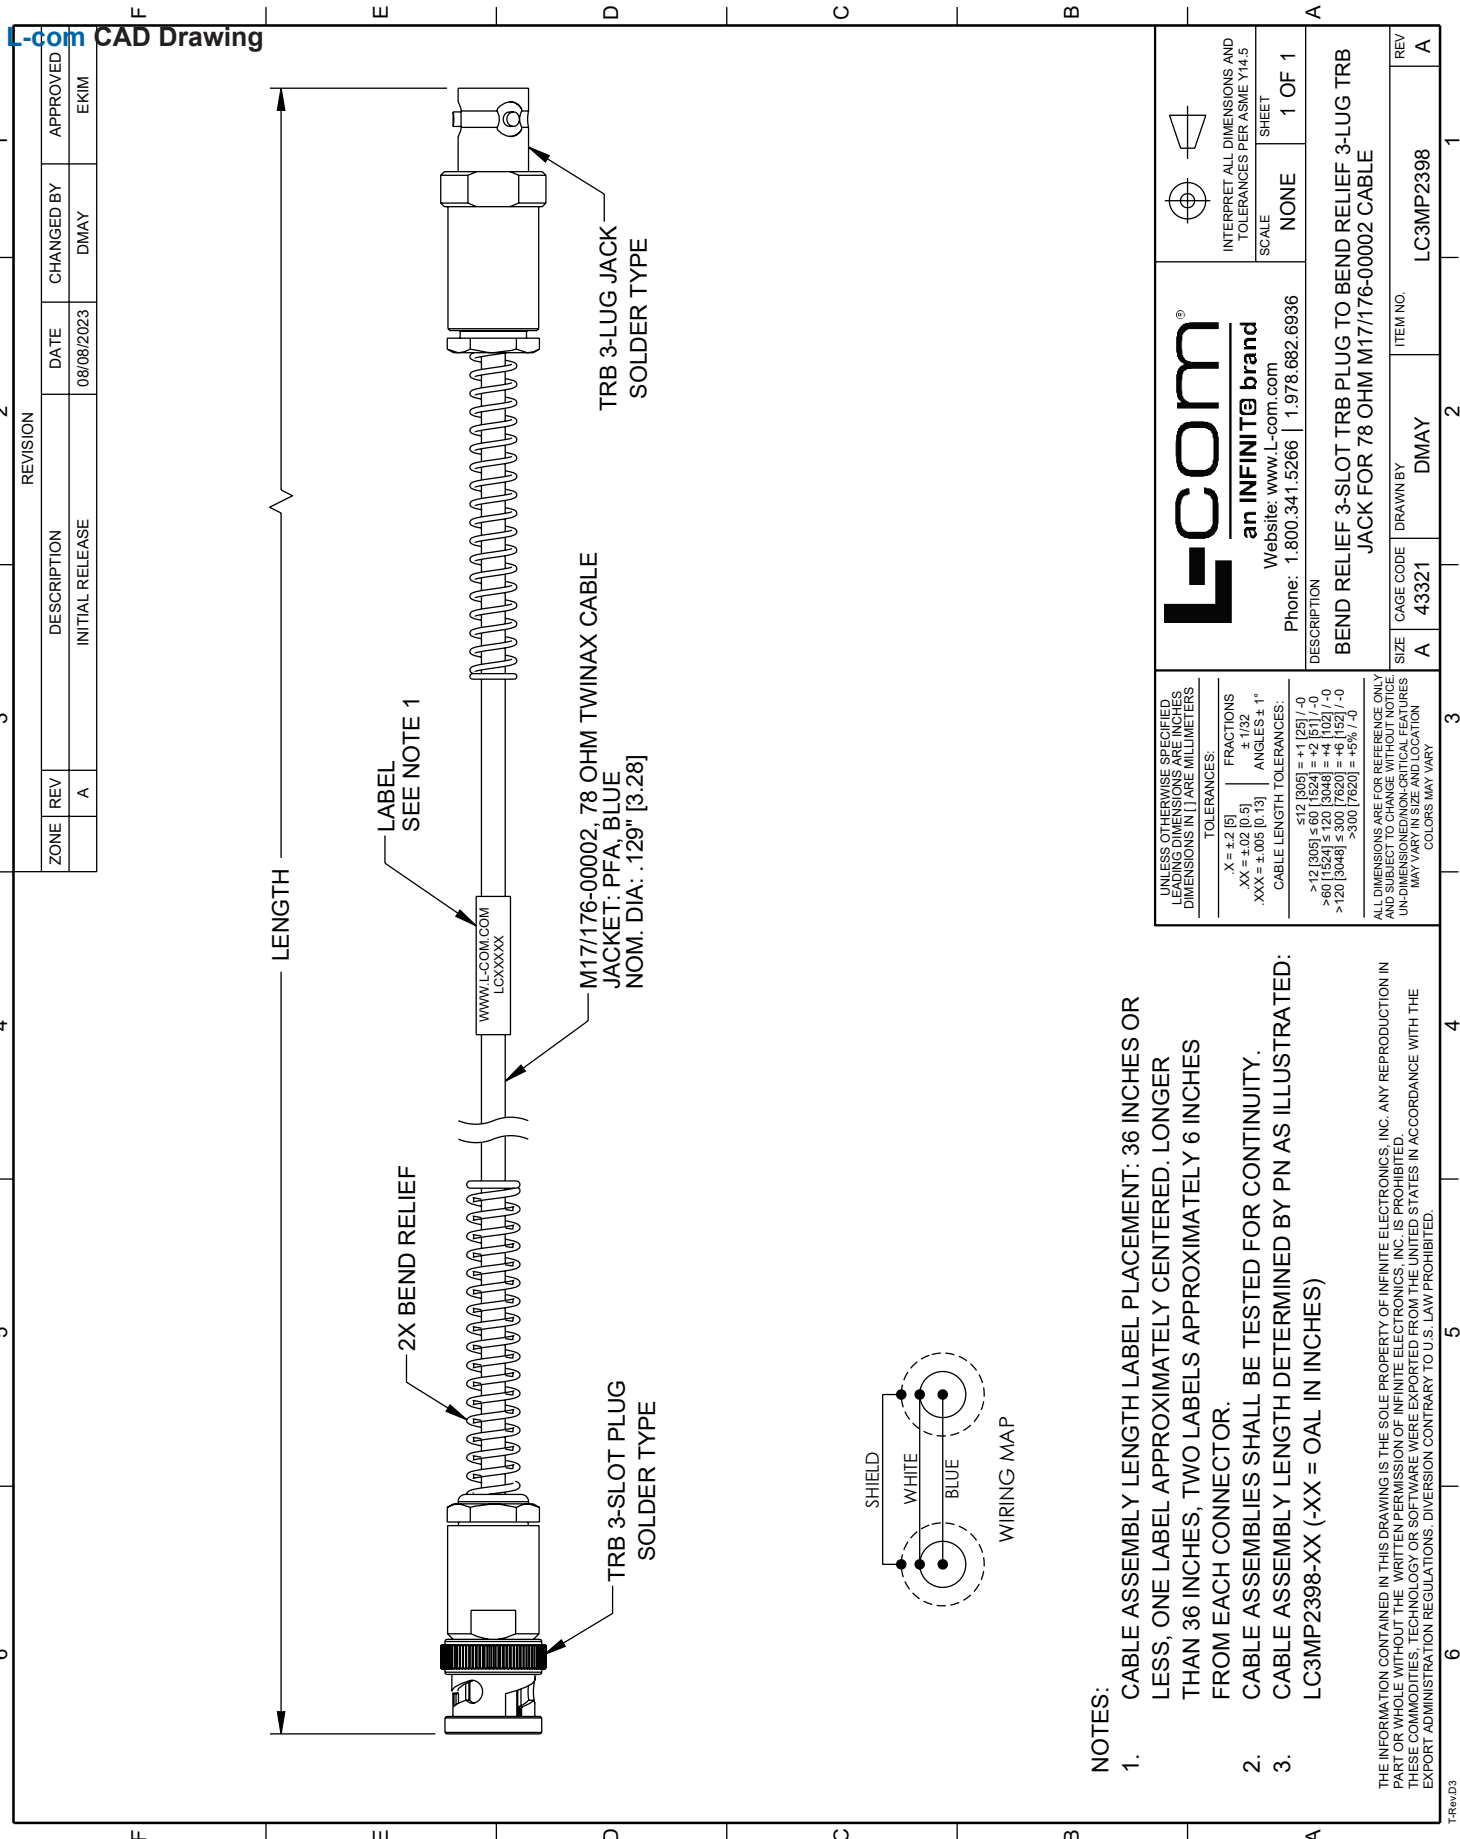 L-com CAD Drawing
REVISION
ZONE REV DESCRIPTION DATE CHANGED BY APPROVED
A INITIAL RELEASE 08/08/2023 DMAY EKIM
LENGTH
LABEL
SEE NOTE 1
2X BEND RELIEF
WWW.L-COM.COM
LCXXXXX
TRB 3-SLOT PLUG
SOLDER TYPE
M17/176-00002, 78 OHM TWINAX CABLE
JACKET: PFA, BLUE
NOM. DIA: .129" [3.28]
TRB 3-LUG JACK
SOLDER TYPE
SHIELD
WHITE
BLUE
WIRING MAP
NOTES:
1. CABLE ASSEMBLY LENGTH LABEL PLACEMENT: 36 INCHES OR
LESS, ONE LABEL APPROXIMATELY CENTERED. LONGER
THAN 36 INCHES, TWO LABELS APPROXIMATELY 6 INCHES
FROM EACH CONNECTOR.
2. CABLE ASSEMBLIES SHALL BE TESTED FOR CONTINUITY.
3. CABLE ASSEMBLY LENGTH DETERMINED BY PN AS ILLUSTRATED:
LC3MP2398-XX (-XX = OAL IN INCHES)
THE INFORMATION CONTAINED IN THIS DRAWING IS THE SOLE PROPERTY OF INFINITE ELECTRONICS, INC. ANY REPRODUCTION IN
PART OR WHOLE WITHOUT THE WRITTEN PERMISSION OF INFINITE ELECTRONICS, INC. IS PROHIBITED.
THESE COMMODITIES, TECHNOLOGY OR SOFTWARE WERE EXPORTED FROM THE UNITED STATES IN ACCORDANCE WITH THE
EXPORT ADMINISTRATION REGULATIONS. DIVERSION CONTRARY TO U.S. LAW PROHIBITED.
UNLESS OTHERWISE SPECIFIED
LEADING DIMENSIONS ARE INCHES
DIMENSIONS IN [ ] ARE MILLIMETERS
TOLERANCES:
.X = ±.2 [5] FRACTIONS
.XX = ±.02 [0.5] ± 1/32
.XXX = ±.005 [0.13] ANGLES ± 1°
CABLE LENGTH TOLERANCES:
≤12 [305] = +1 [25] / -0
>12 [305] ≤ 60 [1524] = +2 [51] / -0
>60 [1524] ≤ 120 [3048] = +4 [102] / -0
>120 [3048] ≤ 300 [7620] = +6 [152] / -0
>300 [7620] = +5% / -0
ALL DIMENSIONS ARE FOR REFERENCE ONLY
AND SUBJECT TO CHANGE WITHOUT NOTICE.
UN-DIMENSIONED/NON-CRITICAL FEATURES
MAY VARY IN SIZE AND LOCATION
COLORS MAY VARY
L-com®
an INFINITe brand
Website: www.L-com.com
Phone: 1.800.341.5266 | 1.978.682.6936
INTERPRET ALL DIMENSIONS AND
TOLERANCES PER ASME Y14.5
SCALE NONE
SHEET 1 OF 1
DESCRIPTION
BEND RELIEF 3-SLOT TRB PLUG TO BEND RELIEF 3-LUG TRB
JACK FOR 78 OHM M17/176-00002 CABLE
SIZE A
CAGE CODE 43321
DRAWN BY DMAY
ITEM NO. LC3MP2398
REV A
6 5 4 3 2 1
F E D C B A
T-Rev.D3